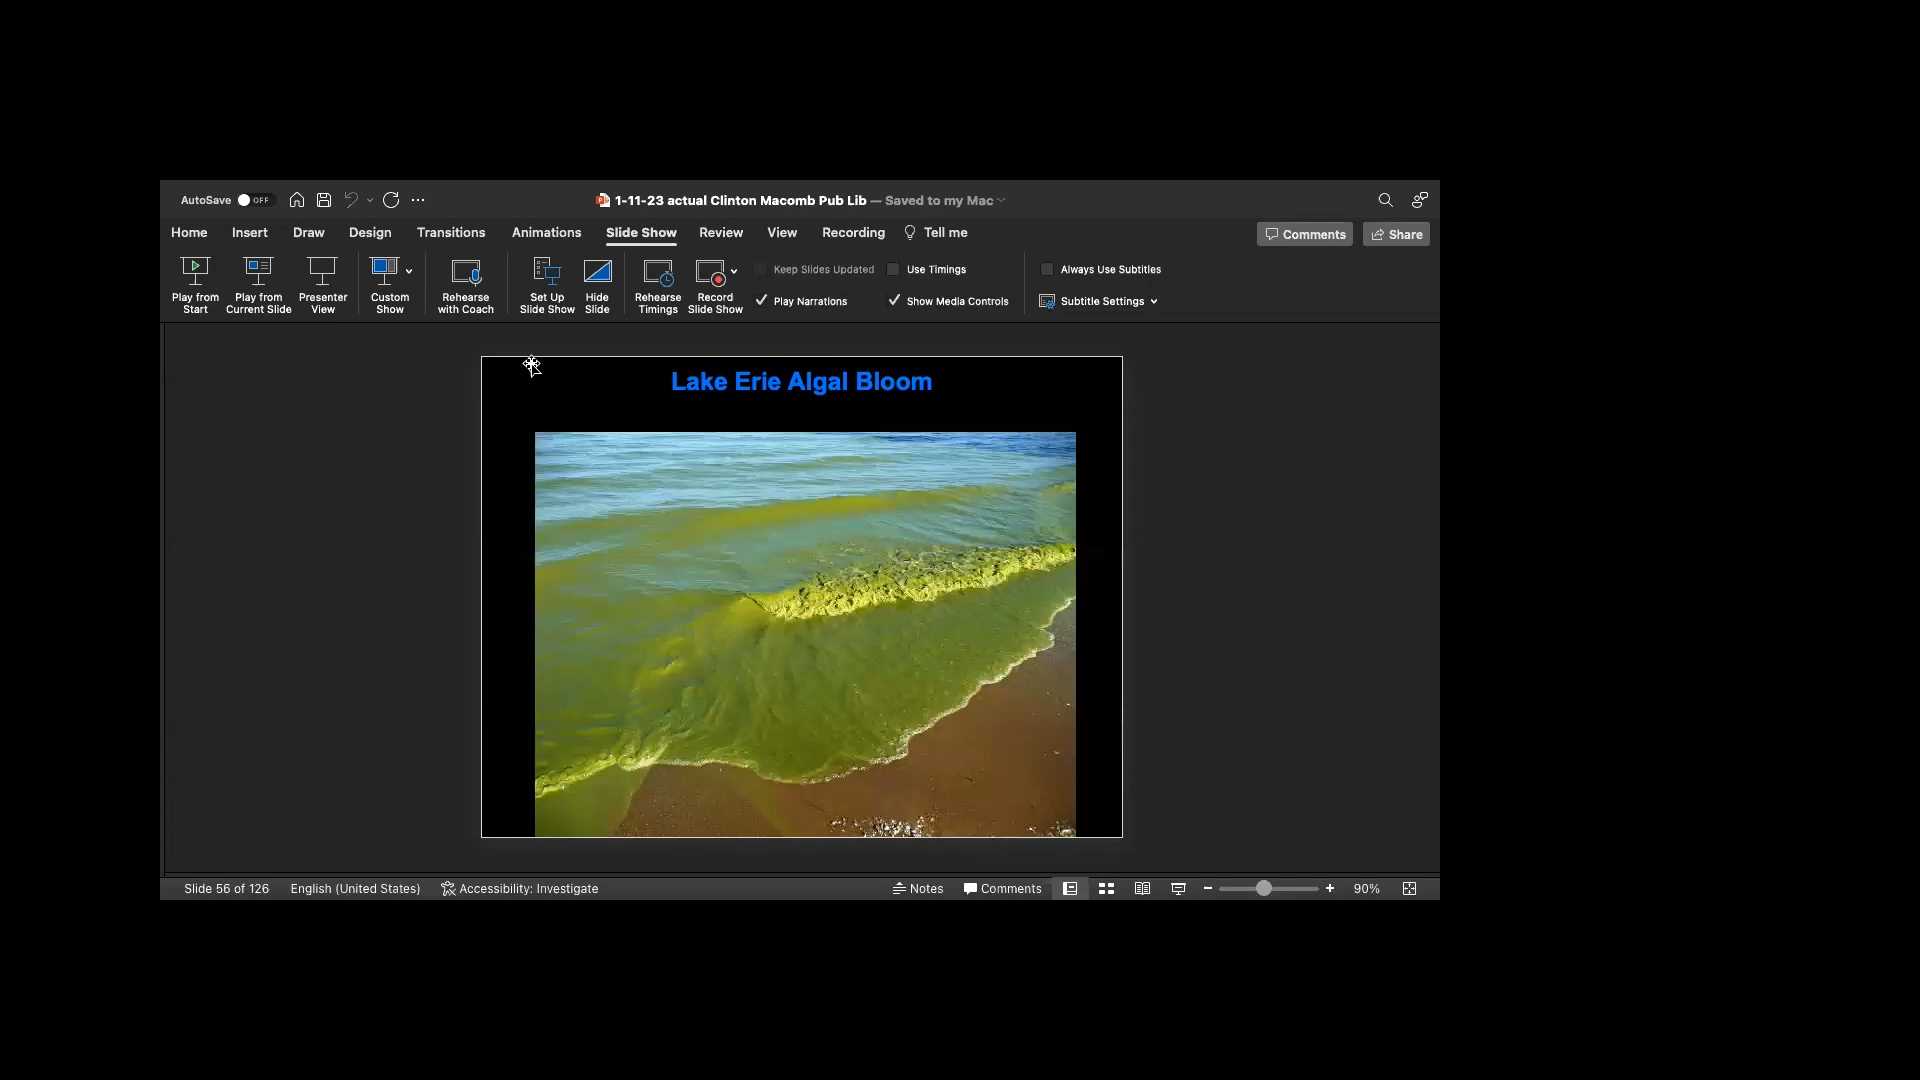 AutoSave OFF
1-11-23 actual Clinton Macomb Pub Lib — Saved to my Mac
Home Insert Draw Design Transitions Animations Slide Show Review View Recording Tell me
Comments Share
Play from Start
Play from Current Slide
Presenter View
Custom Show
Rehearse with Coach
Set Up Slide Show
Hide Slide
Rehearse Timings
Record Slide Show
Keep Slides Updated
Use Timings
Always Use Subtitles
Play Narrations
Show Media Controls
Subtitle Settings
Lake Erie Algal Bloom
Slide 56 of 126 English (United States) Accessibility: Investigate Notes Comments 90%